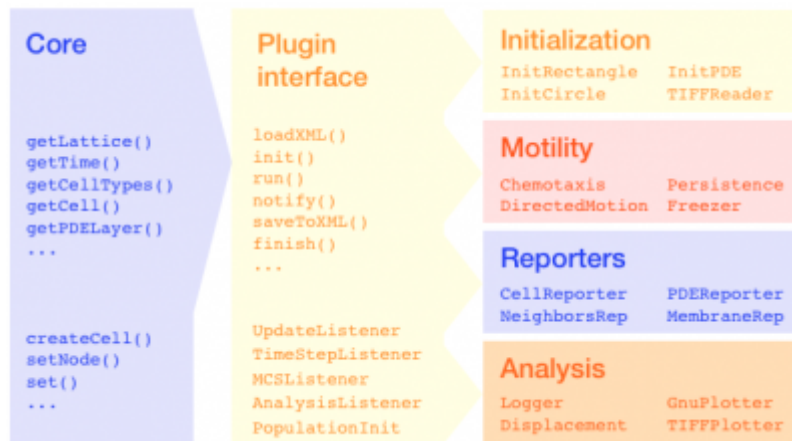 Core
getLattice()
getTime()
getCellTypes()
getCell()
getPDELayer()
...
createCell()
setNode()
set()
...
Plugin
interface
loadXML()
init()
run()
notify()
saveToXML()
finish()
...
UpdateListener
TimeStepListener
MCSListener
AnalysisListener
PopulationInit
Initialization
InitRectangle InitPDE
InitCircle TIFFReader
Motility
Chemotaxis Persistence
DirectedMotion Freezer
Reporters
CellReporter PDEReporter
NeighborsRep MembraneRep
Analysis
Logger GnuPlotter
Displacement TIFFPlotter